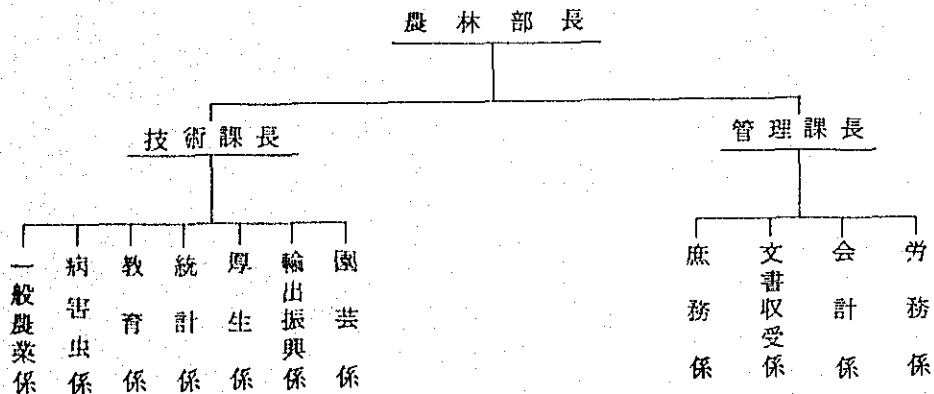 農林部長
技術課長
管理課長
一般農業係
病害虫係
教育係
統計係
厚生係
輸出振興係
園芸係
庶務係
文書収受係
会計係
労務係